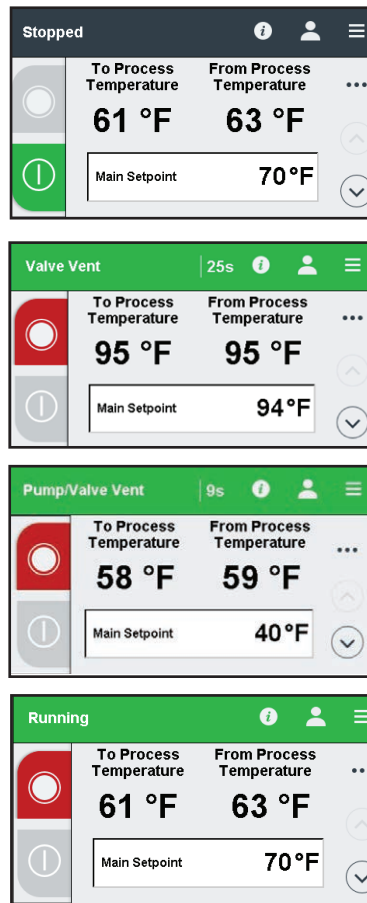 Stopped
To Process From Process
Temperature Temperature
61 °F 63 °F
Main Setpoint 70°F
Valve Vent 25s
To Process From Process
Temperature Temperature
95 °F 95 °F
Main Setpoint 94°F
Pump/Valve Vent 9s
To Process From Process
Temperature Temperature
58 °F 59 °F
Main Setpoint 40°F
Running
To Process From Process
Temperature Temperature
61 °F 63 °F
Main Setpoint 70°F